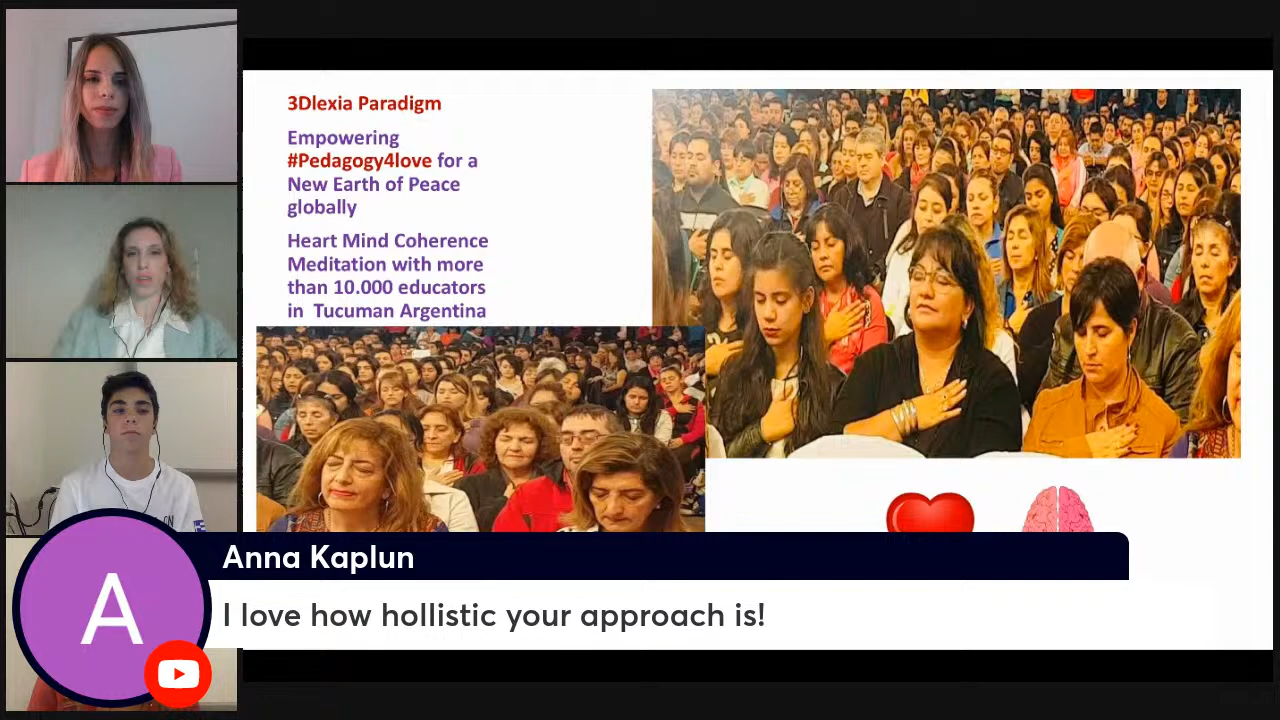 3Dlexia Paradigm
Empowering
#Pedagogy4love for a
New Earth of Peace
globally
Heart Mind Coherence
Meditation with more
than 10.000 educators
in Tucuman Argentina
A
Anna Kaplun
I love how hollistic your approach is!